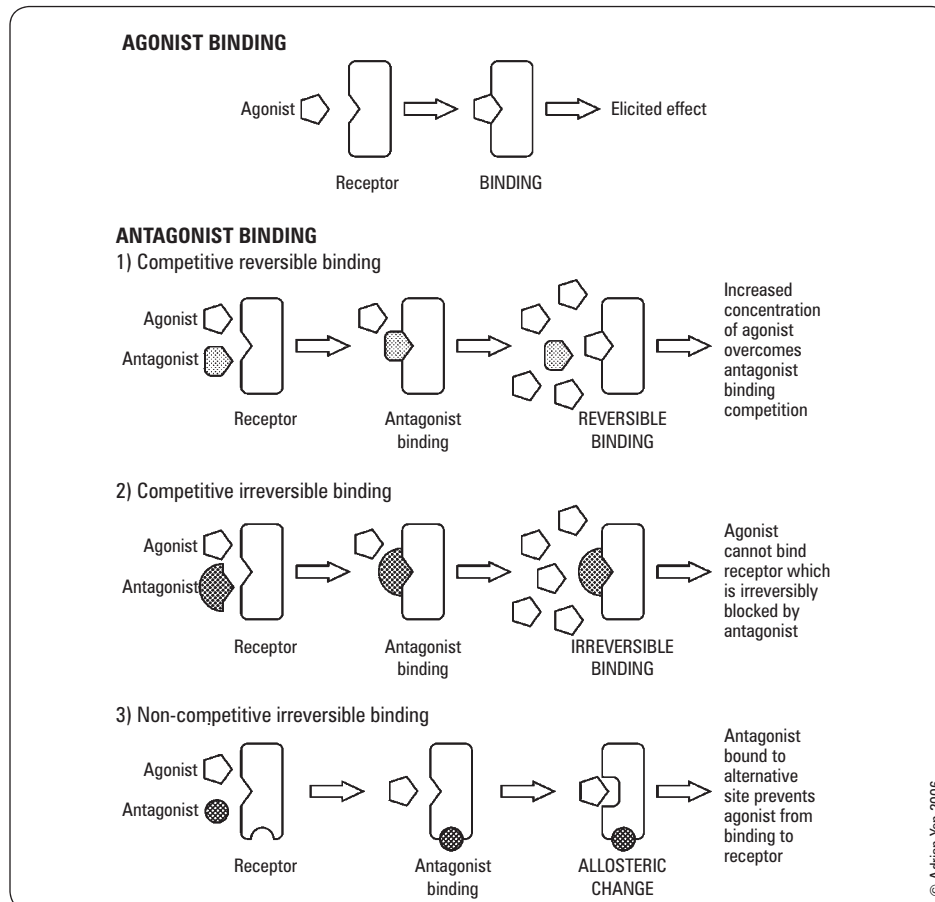 AGONIST BINDING
Agonist
Elicited effect
Receptor
BINDING
ANTAGONIST BINDING
1) Competitive reversible binding
Agonist
Antagonist
Receptor
Antagonist
binding
REVERSIBLE
BINDING
Increased
concentration
of agonist
overcomes
antagonist
binding
competition
2) Competitive irreversible binding
Agonist
Antagonist
Receptor
Antagonist
binding
IRREVERSIBLE
BINDING
Agonist
cannot bind
receptor which
is irreversibly
blocked by
antagonist
3) Non-competitive irreversible binding
Agonist
Antagonist
Receptor
Antagonist
binding
ALLOSTERIC
CHANGE
Antagonist
bound to
alternative
site prevents
agonist from
binding to
receptor
© Adrian Yen 2006